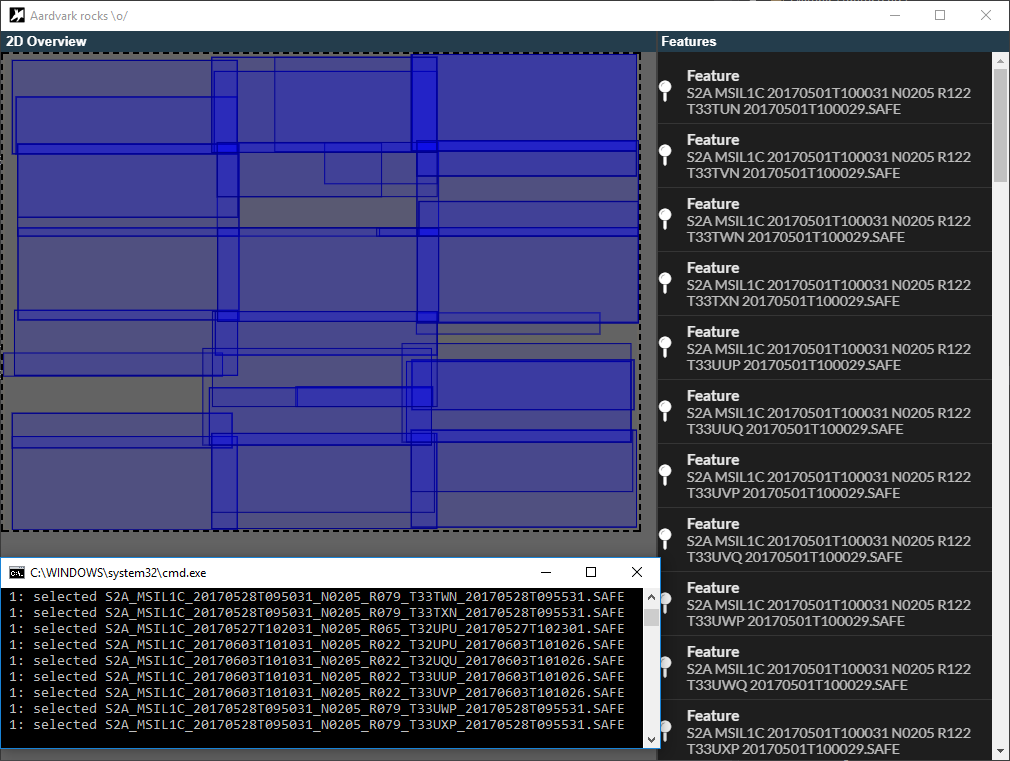 Aardvark rocks \o/
2D Overview
Features
Feature
S2A MSIL1C 20170501T100031 N0205 R122
T33TUN 20170501T100029.SAFE
Feature
S2A MSIL1C 20170501T100031 N0205 R122
T33TVN 20170501T100029.SAFE
Feature
S2A MSIL1C 20170501T100031 N0205 R122
T33TWN 20170501T100029.SAFE
Feature
S2A MSIL1C 20170501T100031 N0205 R122
T33TXN 20170501T100029.SAFE
Feature
S2A MSIL1C 20170501T100031 N0205 R122
T33UUP 20170501T100029.SAFE
Feature
S2A MSIL1C 20170501T100031 N0205 R122
T33UUQ 20170501T100029.SAFE
Feature
S2A MSIL1C 20170501T100031 N0205 R122
T33UVP 20170501T100029.SAFE
Feature
S2A MSIL1C 20170501T100031 N0205 R122
T33UVQ 20170501T100029.SAFE
Feature
S2A MSIL1C 20170501T100031 N0205 R122
T33UWP 20170501T100029.SAFE
Feature
S2A MSIL1C 20170501T100031 N0205 R122
T33UWQ 20170501T100029.SAFE
Feature
S2A MSIL1C 20170501T100031 N0205 R122
T33UXP 20170501T100029.SAFE
C:\WINDOWS\system32\cmd.exe
1: selected S2A_MSIL1C_20170528T095031_N0205_R079_T33TWN_20170528T095531.SAFE
1: selected S2A_MSIL1C_20170528T095031_N0205_R079_T33TXN_20170528T095531.SAFE
1: selected S2A_MSIL1C_20170527T102031_N0205_R065_T32UPU_20170527T102301.SAFE
1: selected S2A_MSIL1C_20170603T101031_N0205_R022_T32UPU_20170603T101026.SAFE
1: selected S2A_MSIL1C_20170603T101031_N0205_R022_T32UQU_20170603T101026.SAFE
1: selected S2A_MSIL1C_20170603T101031_N0205_R022_T33UUP_20170603T101026.SAFE
1: selected S2A_MSIL1C_20170603T101031_N0205_R022_T33UVP_20170603T101026.SAFE
1: selected S2A_MSIL1C_20170528T095031_N0205_R079_T33UWP_20170528T095531.SAFE
1: selected S2A_MSIL1C_20170528T095031_N0205_R079_T33UXP_20170528T095531.SAFE